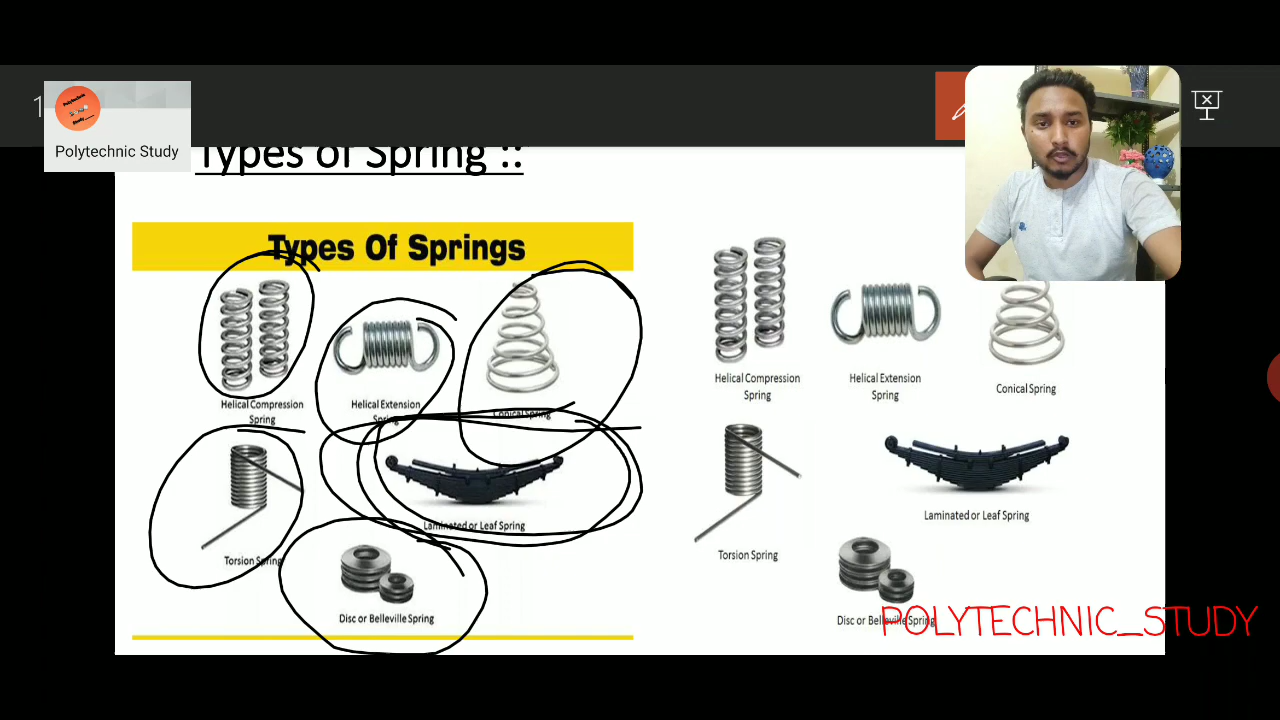 1
Polytechnic Study
Types of Spring ::
Types Of Springs
Helical Compression
Spring
Helical Extension
Spring
Conical Spring
Torsion Spring
Laminated or Leaf Spring
Disc or Belleville Spring
Helical Compression
Spring
Helical Extension
Spring
Conical Spring
Torsion Spring
Laminated or Leaf Spring
Disc or Belleville Spring
POLYTECHNIC_STUDY